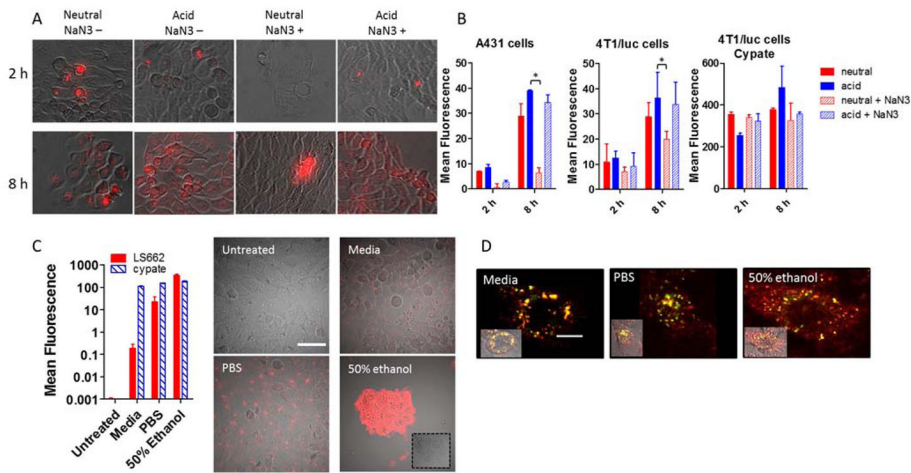 A
Neutral
NaN3 –
Acid
NaN3 –
Neutral
NaN3 +
Acid
NaN3 +
2 h
8 h
B
A431 cells
Mean Fluorescence
50
40
30
20
10
0
2 h
8 h
*
4T1/luc cells
Mean Fluorescence
50
40
30
20
10
0
2 h
8 h
*
4T1/luc cells
Cypate
Mean Fluorescence
600
400
200
0
2 h
8 h
neutral
acid
neutral + NaN3
acid + NaN3
C
LS662
cypate
Mean Fluorescence
1000
100
10
1
0.1
0.01
0.001
Untreated
Media
PBS
50% Ethanol
Untreated
Media
PBS
50% ethanol
D
Media
PBS
50% ethanol